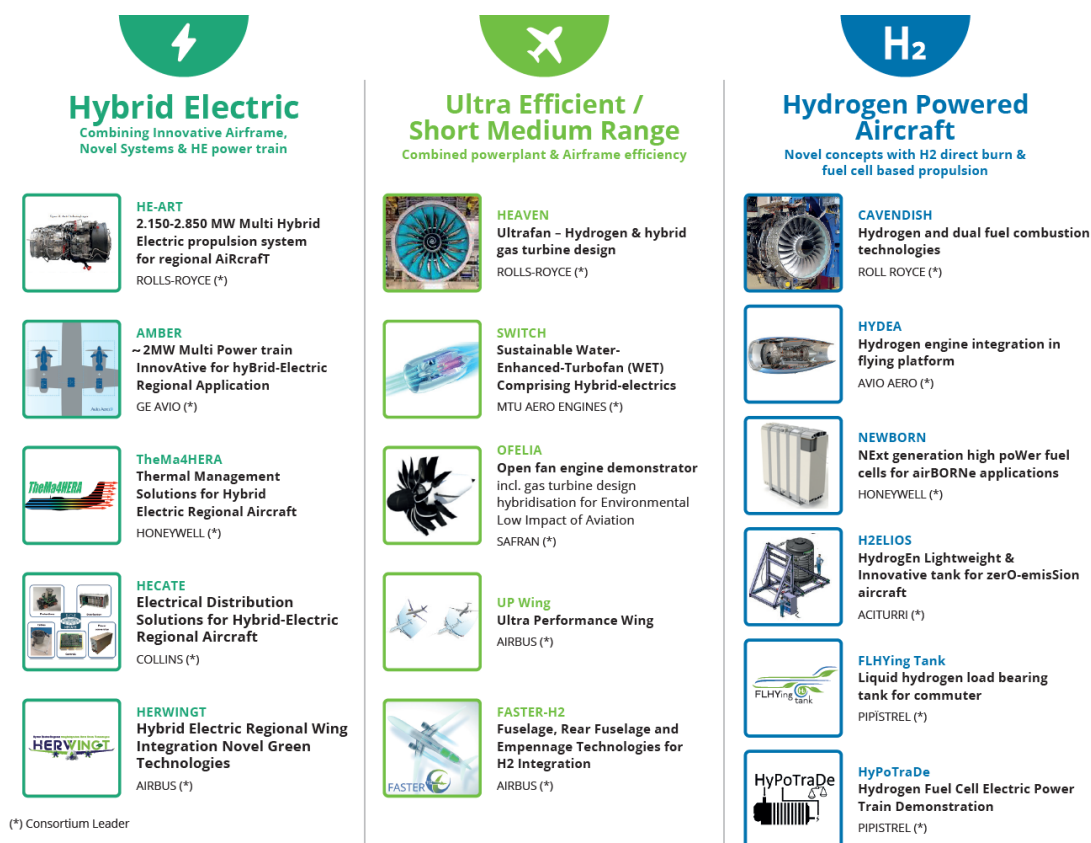 H₂
Hybrid Electric
Combining Innovative Airframe,
Novel Systems & HE power train
HE-ART
2.150-2.850 MW Multi Hybrid
Electric propulsion system
for regional AiRcrafT
ROLLS-ROYCE (*)
AMBER
~2MW Multi Power train
InnovAtive for hyBrid-Electric
Regional Application
GE AVIO (*)
TheMa4HERA
TheMa4HERA
Thermal Management
Solutions for Hybrid
Electric Regional Aircraft
HONEYWELL (*)
HECATE
Electrical Distribution
Solutions for Hybrid-Electric
Regional Aircraft
COLLINS (*)
HERWINGT
HERWINGT
Hybrid Electric Regional Wing
Integration Novel Green
Technologies
AIRBUS (*)
(*) Consortium Leader
Ultra Efficient /
Short Medium Range
Combined powerplant & Airframe efficiency
HEAVEN
Ultrafan – Hydrogen & hybrid
gas turbine design
ROLLS-ROYCE (*)
SWITCH
Sustainable Water-
Enhanced-Turbofan (WET)
Comprising Hybrid-electrics
MTU AERO ENGINES (*)
OFELIA
Open fan engine demonstrator
incl. gas turbine design
hybridisation for Environmental
Low Impact of Aviation
SAFRAN (*)
UP Wing
Ultra Performance Wing
AIRBUS (*)
FASTER
FASTER-H2
Fuselage, Rear Fuselage and
Empennage Technologies for
H2 Integration
AIRBUS (*)
Hydrogen Powered
Aircraft
Novel concepts with H2 direct burn &
fuel cell based propulsion
CAVENDISH
Hydrogen and dual fuel combustion
technologies
ROLL ROYCE (*)
HYDEA
Hydrogen engine integration in
flying platform
AVIO AERO (*)
NEWBORN
NExt generation high poWer fuel
cells for airBORNe applications
HONEYWELL (*)
H2ELIOS
HydrogEn Lightweight &
Innovative tank for zerO-emisSion
aircraft
ACITURRI (*)
FLHYing
tank
FLHYing Tank
Liquid hydrogen load bearing
tank for commuter
PIPÏSTREL (*)
HyPoTraDe
HyPoTraDe
Hydrogen Fuel Cell Electric Power
Train Demonstration
PIPISTREL (*)